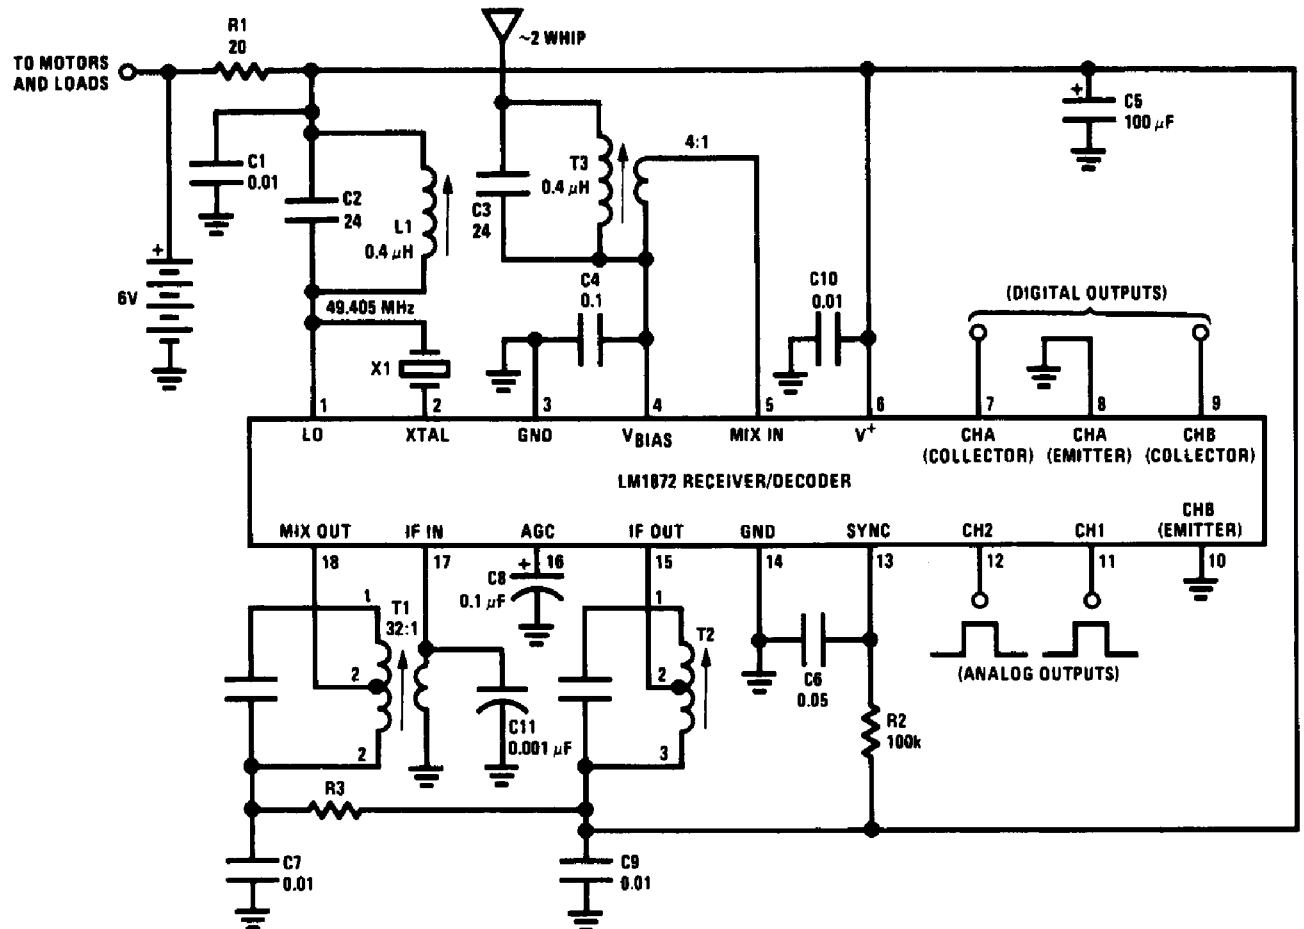 R1
20
~2 WHIP
TO MOTORS
AND LOADS
+
C5
100 μF
C1
0.01
4:1
T3
0.4 μH
C2
24
C3
24
L1
0.4 μH
+
6V
C4
0.1
C10
0.01
(DIGITAL OUTPUTS)
49.405 MHz
X1
1
2
3
4
5
6
7
8
9
LO
XTAL
GND
VBIAS
MIX IN
V+
CHA
(COLLECTOR)
CHA
(EMITTER)
CHB
(COLLECTOR)
LM1872 RECEIVER/DECODER
MIX OUT
IF IN
AGC
IF OUT
GND
SYNC
CH2
CH1
CHB
(EMITTER)
18
17
16
15
14
13
12
11
10
+
C8
0.1 μF
1
T1
32:1
2
2
C11
0.001 μF
1
T2
2
3
C6
0.05
R2
100k
(ANALOG OUTPUTS)
R3
C7
0.01
C9
0.01